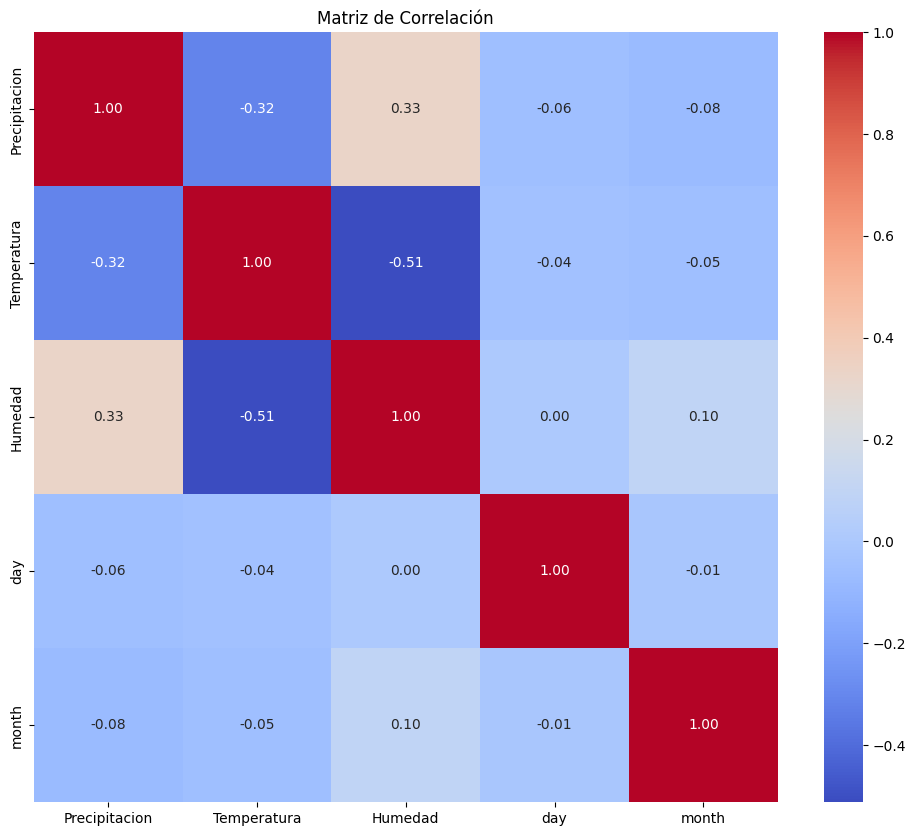 Matriz de Correlación
Precipitacion 1.00 -0.32 0.33 -0.06 -0.08
Temperatura -0.32 1.00 -0.51 -0.04 -0.05
Humedad 0.33 -0.51 1.00 0.00 0.10
day -0.06 -0.04 0.00 1.00 -0.01
month -0.08 -0.05 0.10 -0.01 1.00
Precipitacion Temperatura Humedad day month
1.0
0.8
0.6
0.4
0.2
0.0
−0.2
−0.4